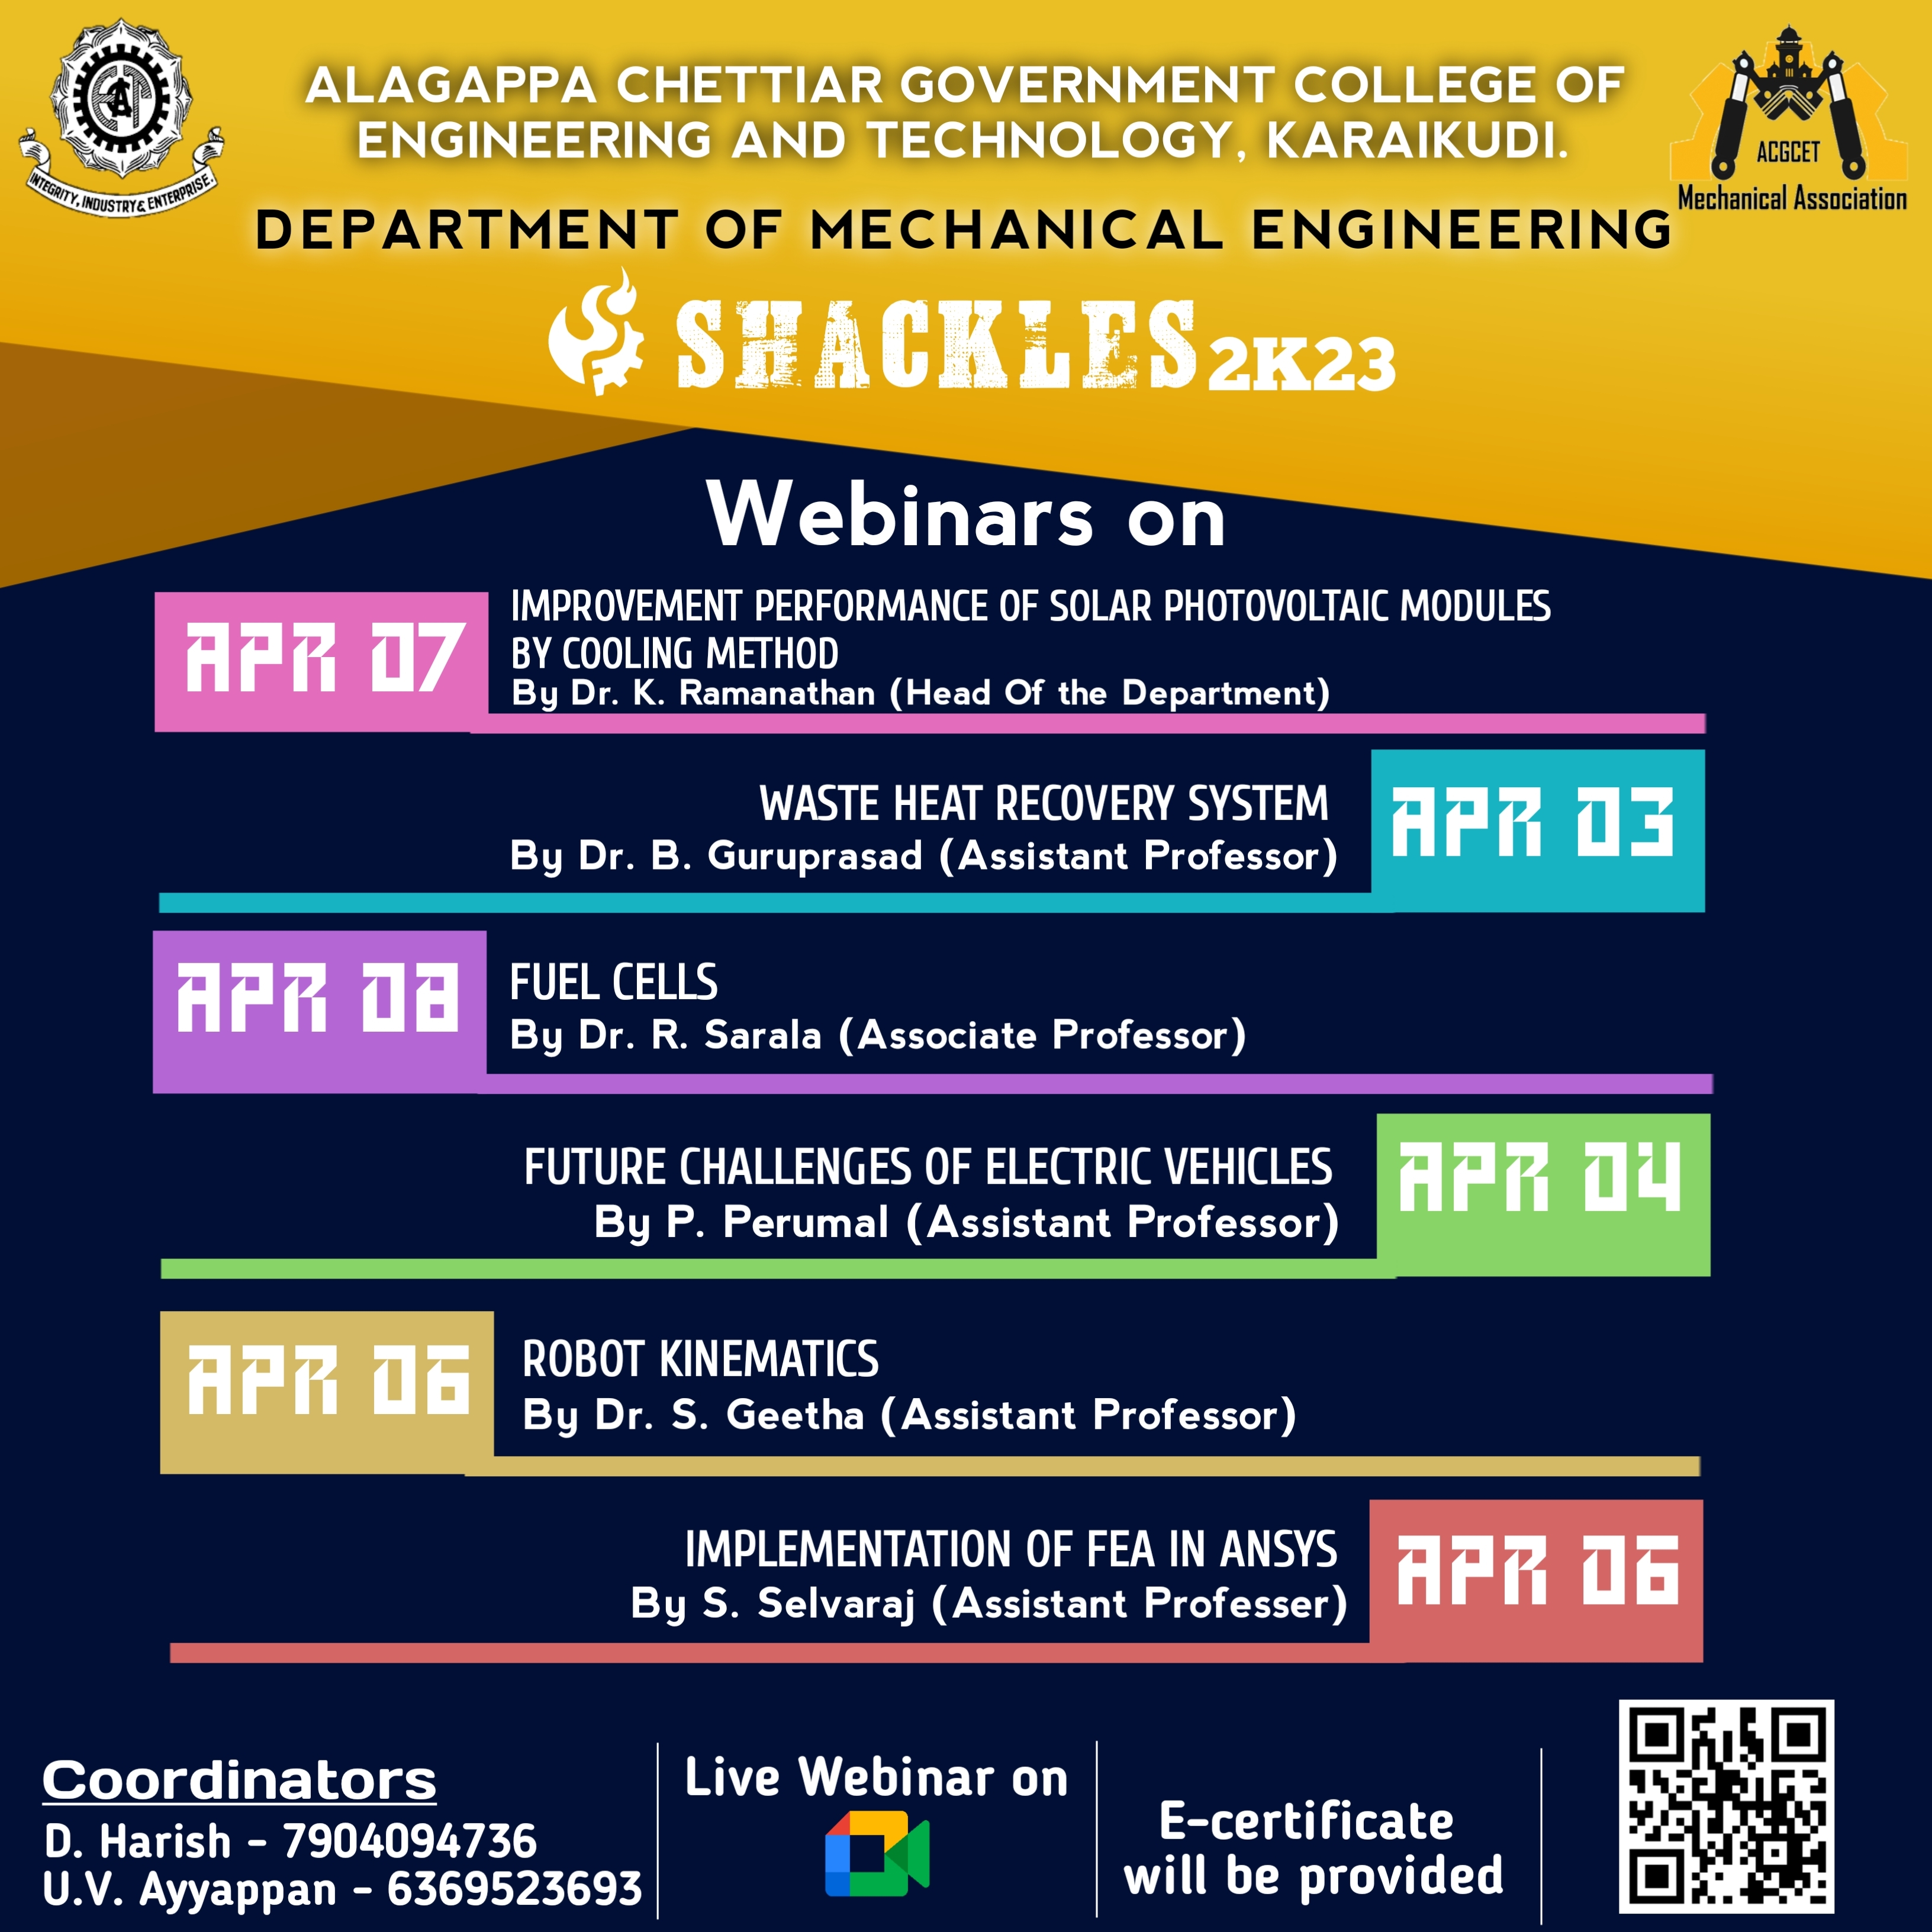 INTEGRITY, INDUSTRY & ENTERPRISE.
ALAGAPPA CHETTIAR GOVERNMENT COLLEGE OF
ENGINEERING AND TECHNOLOGY, KARAIKUDI.
ACGCET
Mechanical Association
DEPARTMENT OF MECHANICAL ENGINEERING
SHACKLES 2K23
Webinars on
APR 07
IMPROVEMENT PERFORMANCE OF SOLAR PHOTOVOLTAIC MODULES
BY COOLING METHOD
By Dr. K. Ramanathan (Head Of the Department)
WASTE HEAT RECOVERY SYSTEM
By Dr. B. Guruprasad (Assistant Professor)
APR 03
APR 08
FUEL CELLS
By Dr. R. Sarala (Associate Professor)
FUTURE CHALLENGES OF ELECTRIC VEHICLES
By P. Perumal (Assistant Professor)
APR 04
APR 06
ROBOT KINEMATICS
By Dr. S. Geetha (Assistant Professor)
IMPLEMENTATION OF FEA IN ANSYS
By S. Selvaraj (Assistant Professer)
APR 06
Coordinators
D. Harish - 7904094736
U.V. Ayyappan - 6369523693
Live Webinar on
E-certificate
will be provided